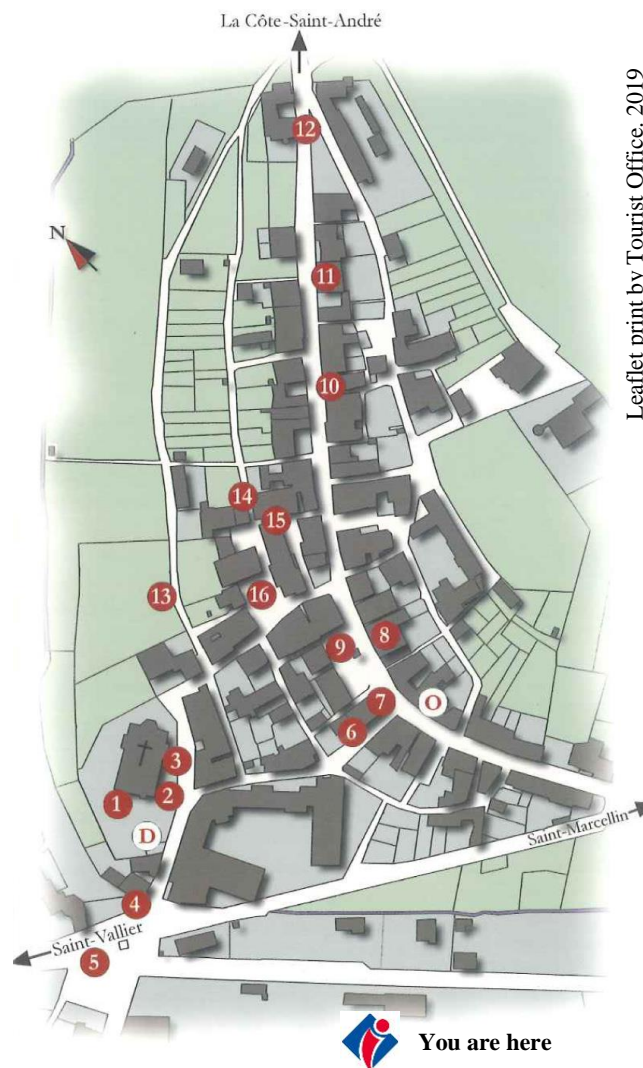 La Côte-Saint-André
Leaflet print by Tourist Office. 2019
12
N
11
10
14
15
13
16
9
8
7
O
6
3
1
2
D
Saint-Marcellin
4
Saint-Vallier
5
You are here